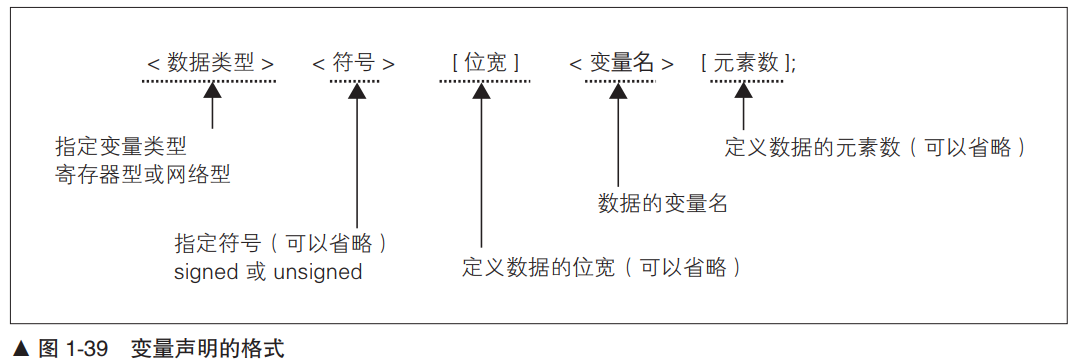 < 数据类型 > < 符号 > [ 位宽 ] < 变量名 > [ 元素数 ];
指定变量类型
寄存器型或网络型
定义数据的元素数（可以省略）
数据的变量名
指定符号（可以省略）
signed 或 unsigned
定义数据的位宽（可以省略）
▲ 图 1-39 变量声明的格式